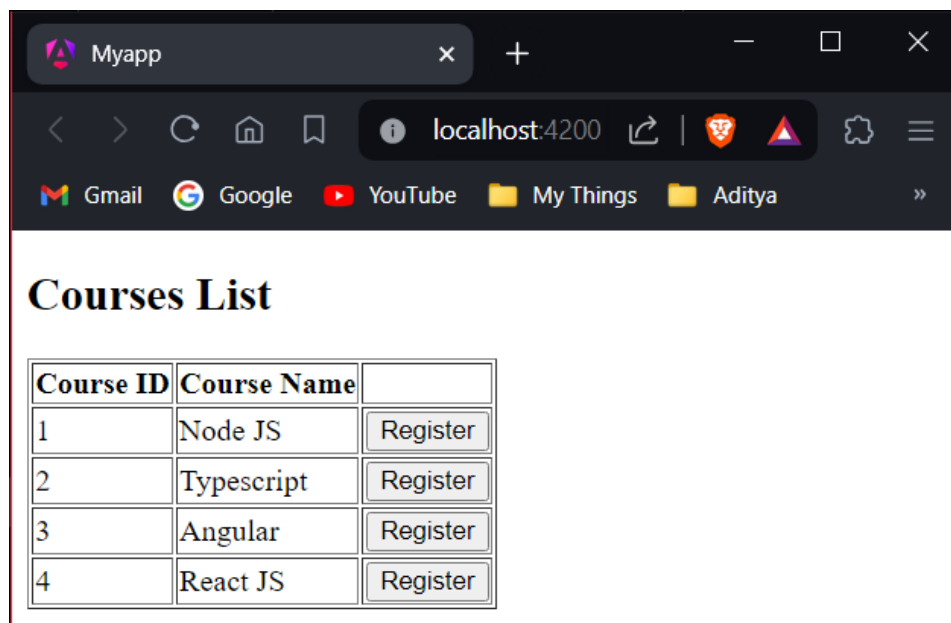 Myapp
localhost:4200
Gmail Google YouTube My Things Aditya »
Courses List
Course ID Course Name
1 Node JS Register
2 Typescript Register
3 Angular Register
4 React JS Register